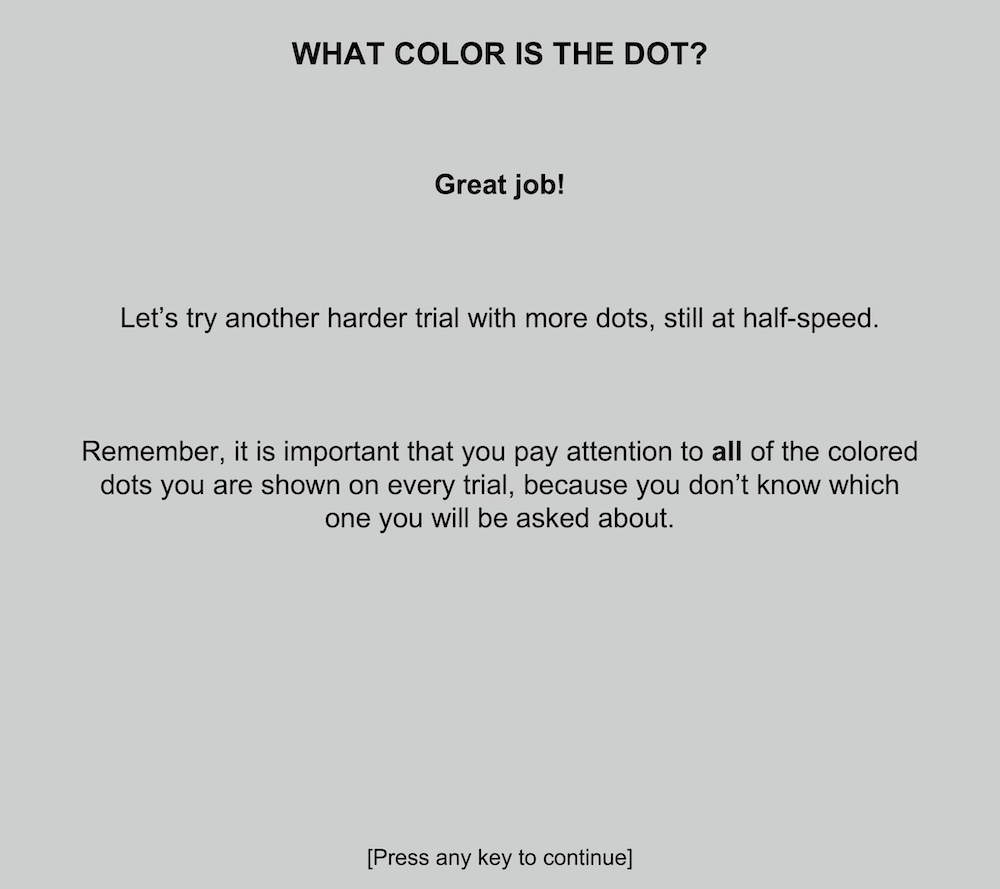 WHAT COLOR IS THE DOT?
Great job!
Let’s try another harder trial with more dots, still at half-speed.
Remember, it is important that you pay attention to all of the colored
dots you are shown on every trial, because you don’t know which
one you will be asked about.
[Press any key to continue]